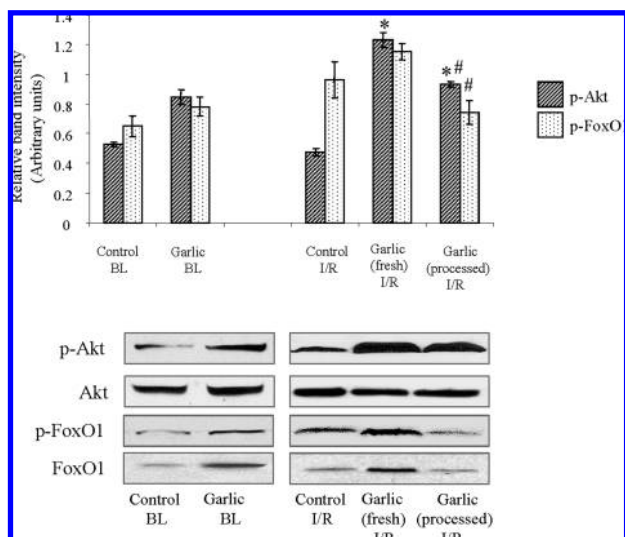 1.4
1.2
1
0.8
0.6
0.4
0.2
0
Relative band intensity
(Arbitrary units)
*
*#
#
p-Akt
p-FoxO1
Control
BL
Garlic
BL
Control
I/R
Garlic
(fresh)
I/R
Garlic
(processed)
I/R
p-Akt
Akt
p-FoxO1
FoxO1
Control
BL
Garlic
BL
Control
I/R
Garlic
(fresh)
I/R
Garlic
(processed)
I/R